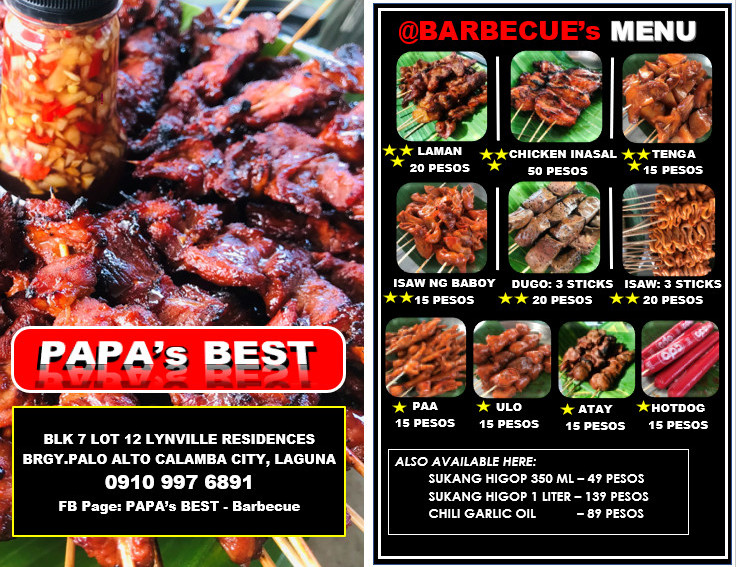 PAPA's BEST
BLK 7 LOT 12 LYNVILLE RESIDENCES
BRGY.PALO ALTO CALAMBA CITY, LAGUNA
0910 997 6891
FB Page: PAPA's BEST - Barbecue
@BARBECUE's MENU
LAMAN
20 PESOS
CHICKEN INASAL
50 PESOS
TENGA
15 PESOS
ISAW NG BABOY
15 PESOS
DUGO: 3 STICKS
20 PESOS
ISAW: 3 STICKS
20 PESOS
PAA
15 PESOS
ULO
15 PESOS
ATAY
15 PESOS
HOTDOG
15 PESOS
ALSO AVAILABLE HERE:
SUKANG HIGOP 350 ML – 49 PESOS
SUKANG HIGOP 1 LITER – 139 PESOS
CHILI GARLIC OIL – 89 PESOS